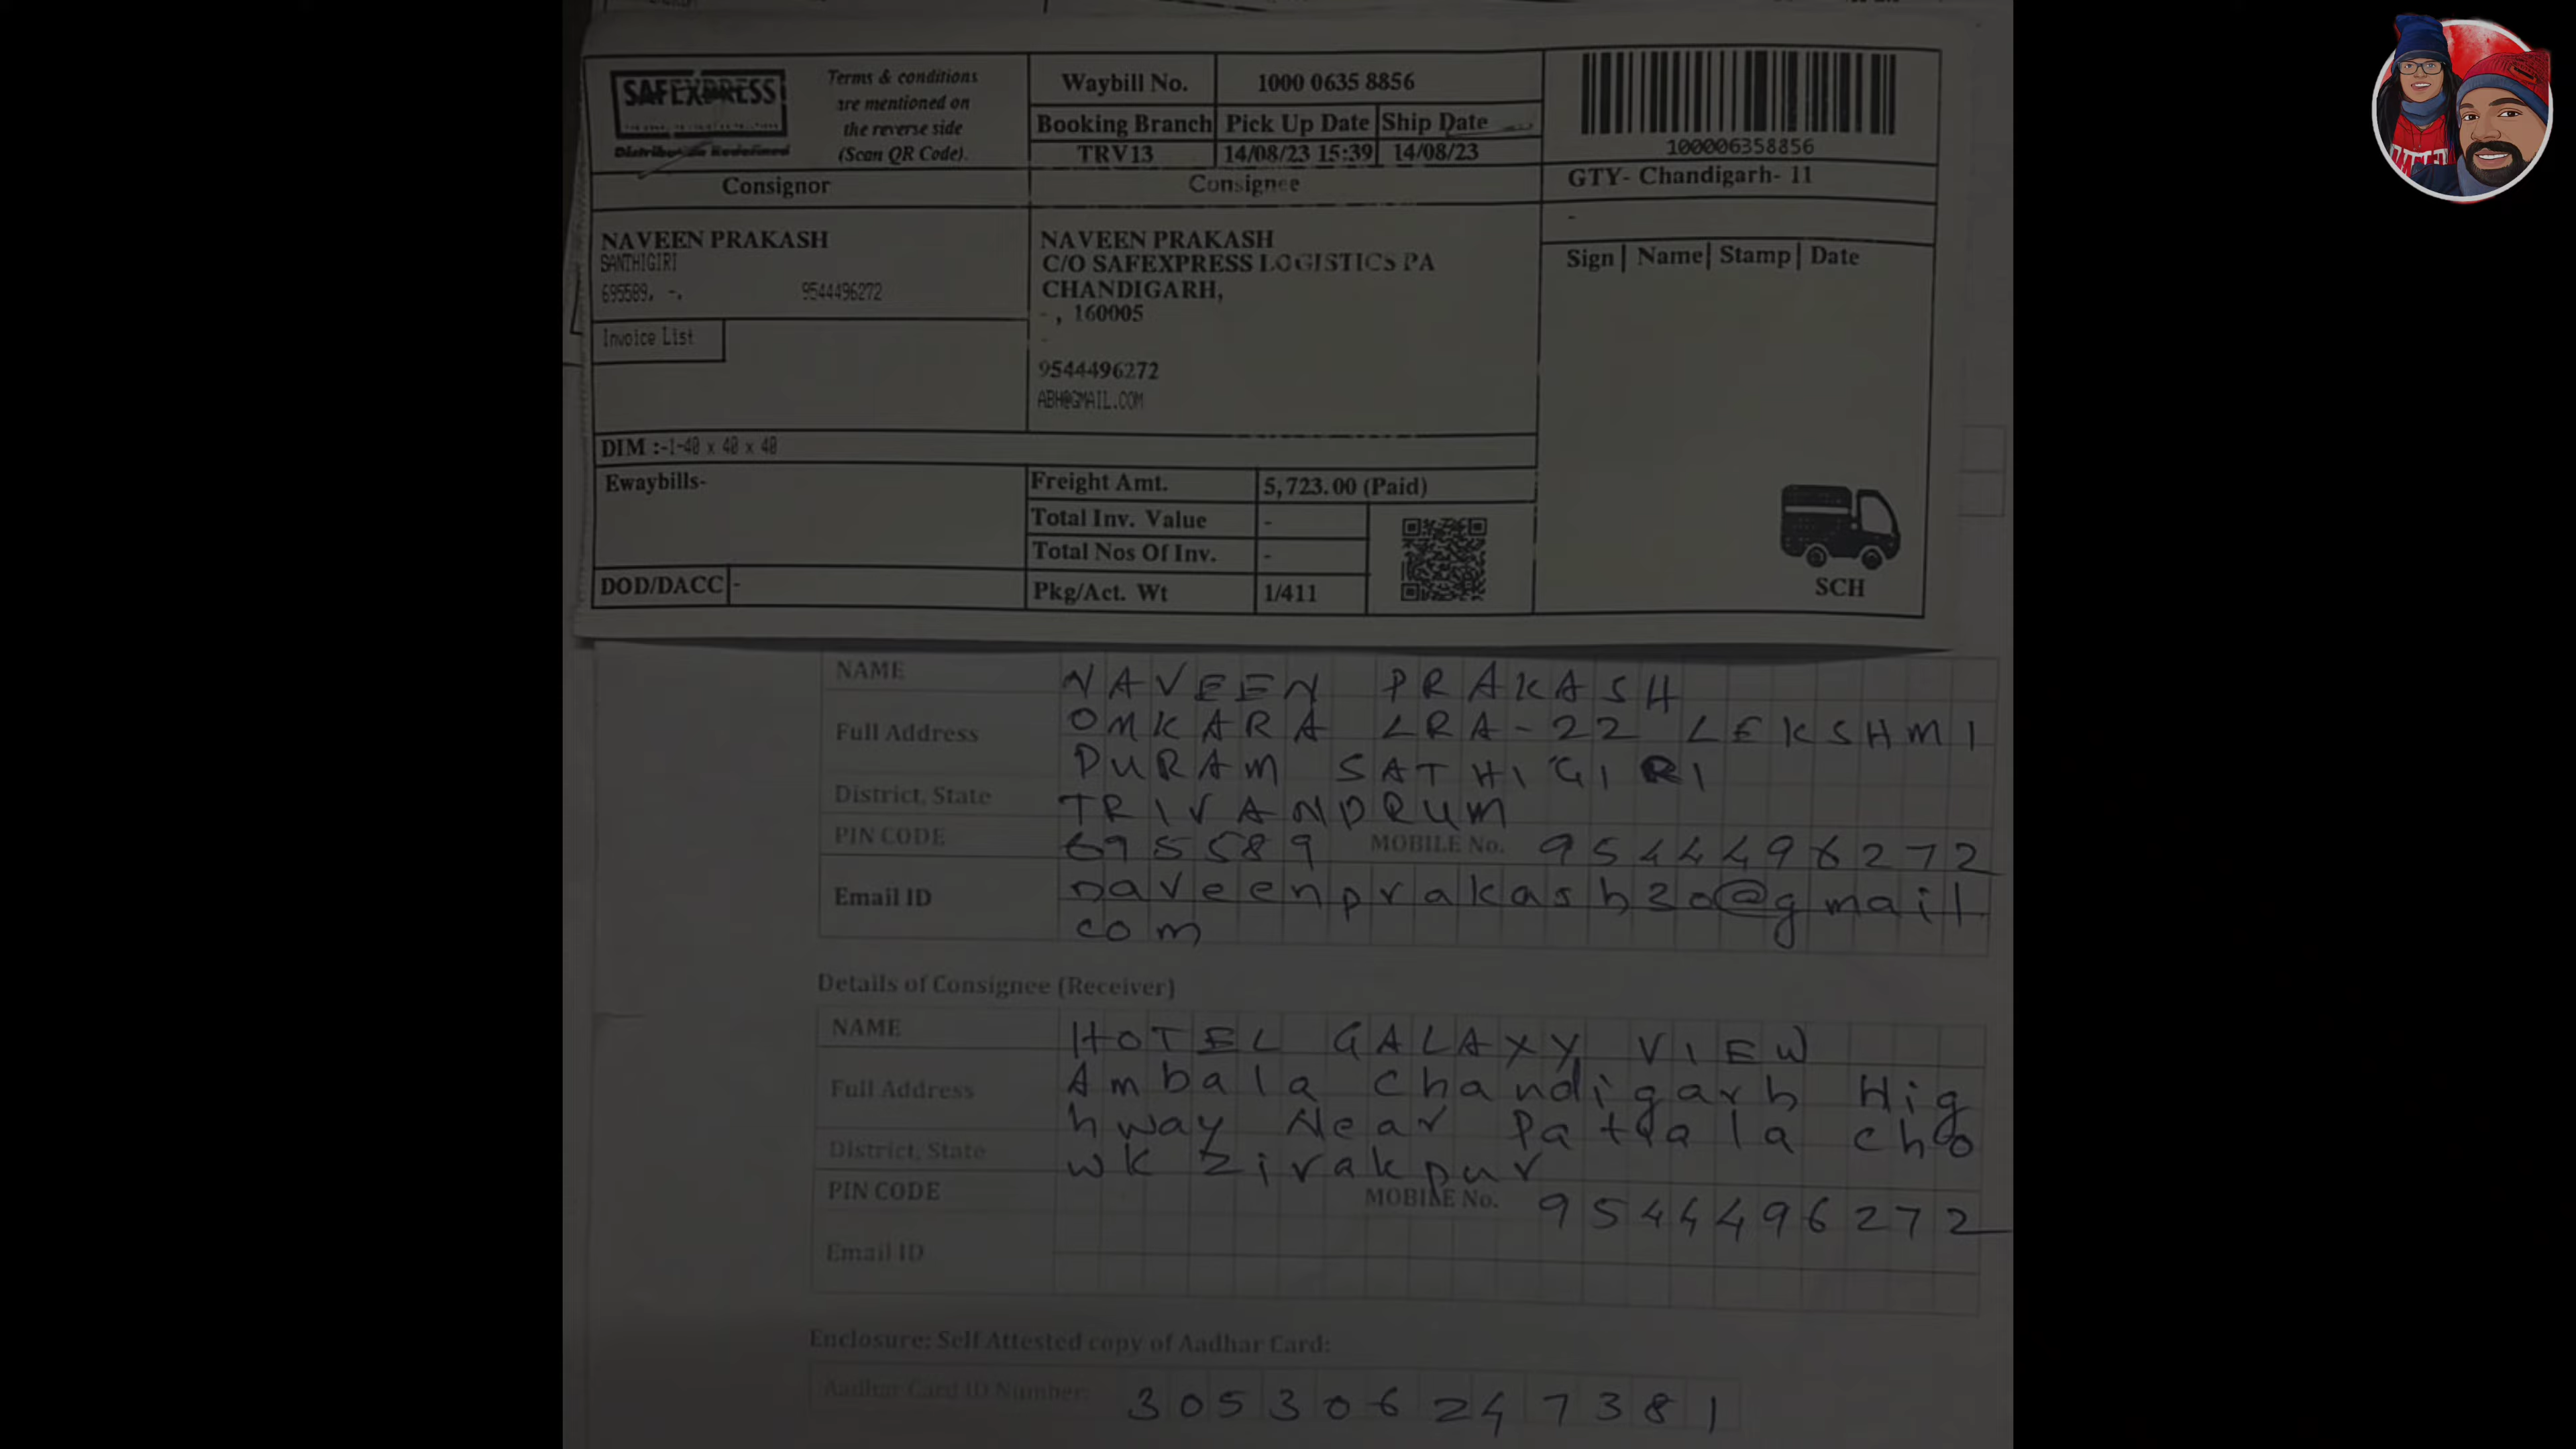 SAFEXPRESS
Distribution Redefined
Terms & conditions
are mentioned on
the reverse side
(Scan QR Code).
Waybill No. 1000 0635 8856
Booking Branch Pick Up Date Ship Date
TRV13 14/08/23 15:39 14/08/23
100006358856
GTY- Chandigarh- 11
-
Sign| Name| Stamp| Date
Consignor
NAVEEN PRAKASH
SANTHIGIRI
695589, -, 9544496272
Invoice List
Consignee
NAVEEN PRAKASH
C/O SAFEXPRESS LOGISTICS PA
CHANDIGARH,
- , 160005
-
9544496272
ABH@GMAIL.COM
DIM :-1-40 x 40 x 40
Ewaybills-
Freight Amt. 5,723.00 (Paid)
Total Inv. Value -
Total Nos Of Inv. -
DOD/DACC -
Pkg/Act. Wt 1/411
SCH
NAME NAVEEN PRAKASH
Full Address OMKARA LRA-22 LEKSHMI
PURAM SATHIGIRI
District, State TRIVANDRUM
PIN CODE 695589 MOBILE No. 9544496272
Email ID naveenprakash30@gmail.
com
Details of Consignee (Receiver)
NAME HOTEL GALAXY VIEW
Full Address Ambala Chandigarh Hig
hway Near Patiala cho
District, State wk Zirakpur
PIN CODE MOBILE No. 9544496272
Email ID
Enclosure: Self Attested copy of Aadhar Card:
Aadhar Card ID Number: 305306247381